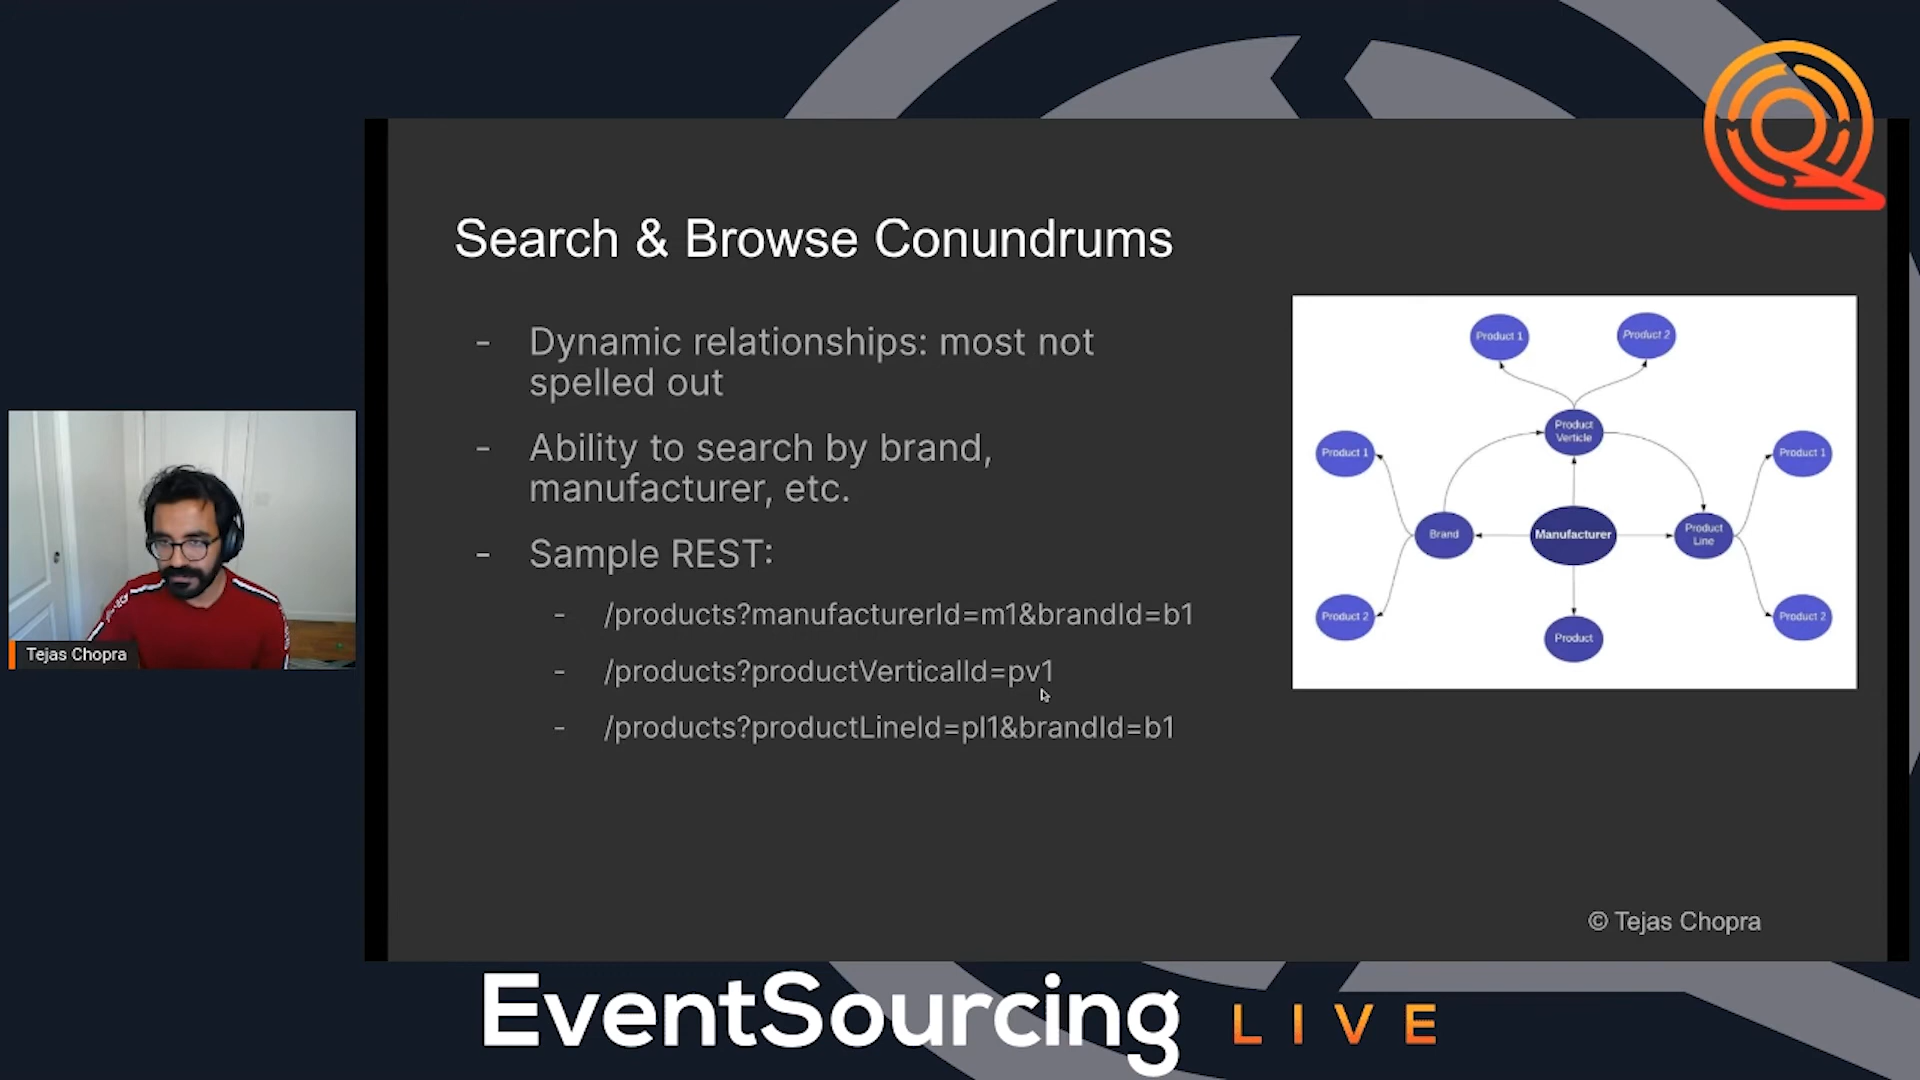 Search & Browse Conundrums
- Dynamic relationships: most not
spelled out
- Ability to search by brand,
manufacturer, etc.
- Sample REST:
- /products?manufacturerId=m1&brandId=b1
- /products?productVerticalId=pv1
- /products?productLineId=pl1&brandId=b1
Product 1
Product 2
Product
Verticle
Product 1
Product 1
Brand
Manufacturer
Product
Line
Product 2
Product
Product 2
Tejas Chopra
© Tejas Chopra
EventSourcing LIVE